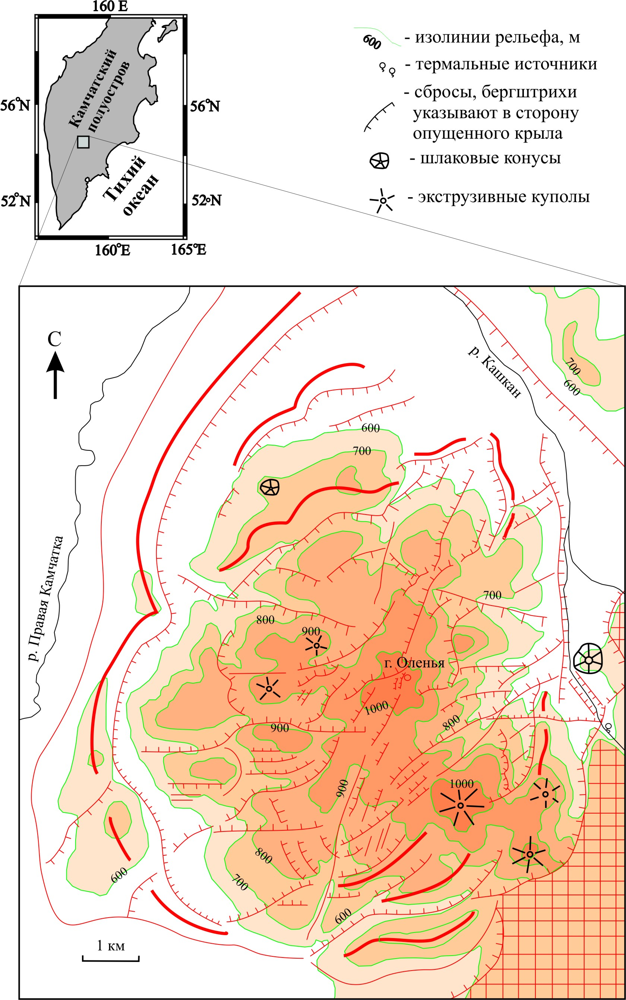 160 E
56°N
56°N
52°N
52°N
160°E
165°E
Камчатский
полуостров
Тихий
океан
600
- изолинии рельефа, м
- термальные источники
- сбросы, бергштрихи
указывают в сторону
опущенного крыла
- шлаковые конусы
- экструзивные куполы
С
р. Кашкан
700
600
600
700
р. Правая Камчатка
700
800
900
г. Оленья
1000
900
800
1000
900
800
600
700
600
1 км